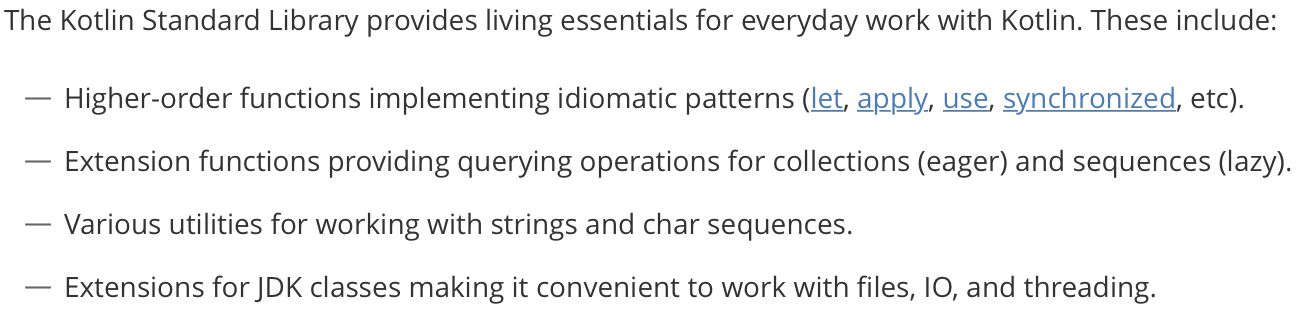 The Kotlin Standard Library provides living essentials for everyday work with Kotlin. These include:
— Higher-order functions implementing idiomatic patterns (let, apply, use, synchronized, etc).
— Extension functions providing querying operations for collections (eager) and sequences (lazy).
— Various utilities for working with strings and char sequences.
— Extensions for JDK classes making it convenient to work with files, IO, and threading.